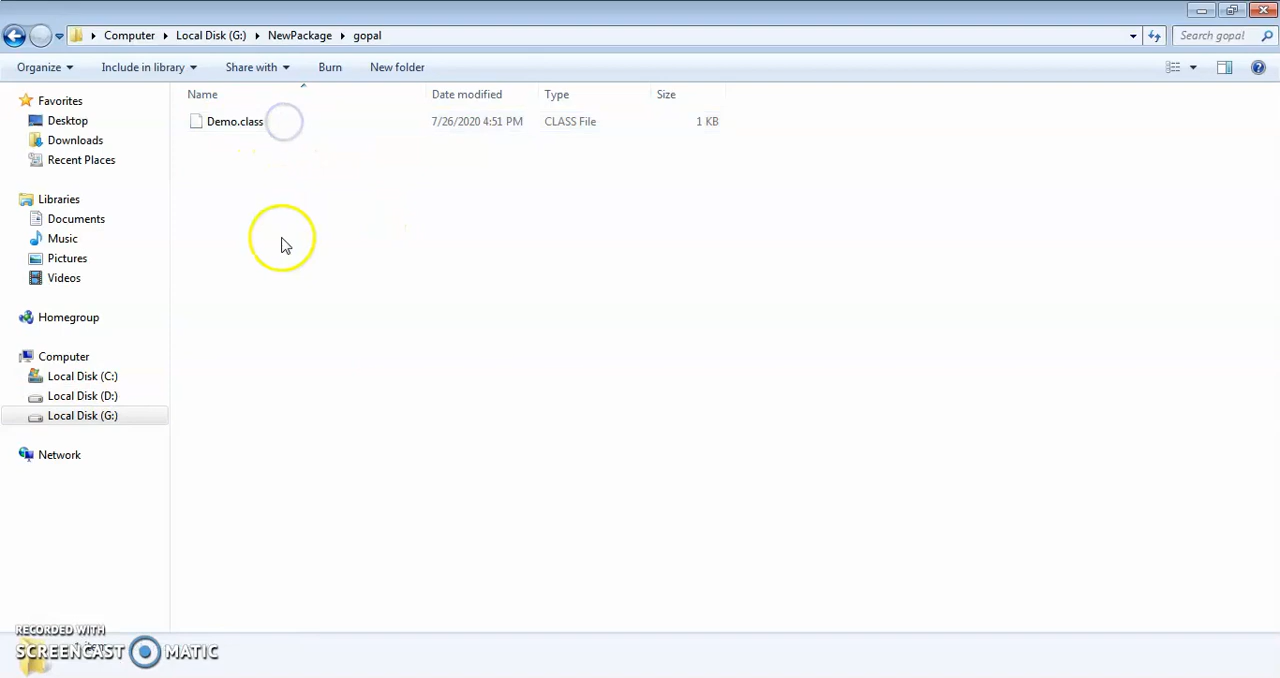 Computer Local Disk (G:) NewPackage gopal Search gopal
Organize Include in library Share with Burn New folder
Name Date modified Type Size
Demo.class 7/26/2020 4:51 PM CLASS File 1 KB
Favorites
Desktop
Downloads
Recent Places
Libraries
Documents
Music
Pictures
Videos
Homegroup
Computer
Local Disk (C:)
Local Disk (D:)
Local Disk (G:)
Network
RECORDED WITH
SCREENCAST MATIC